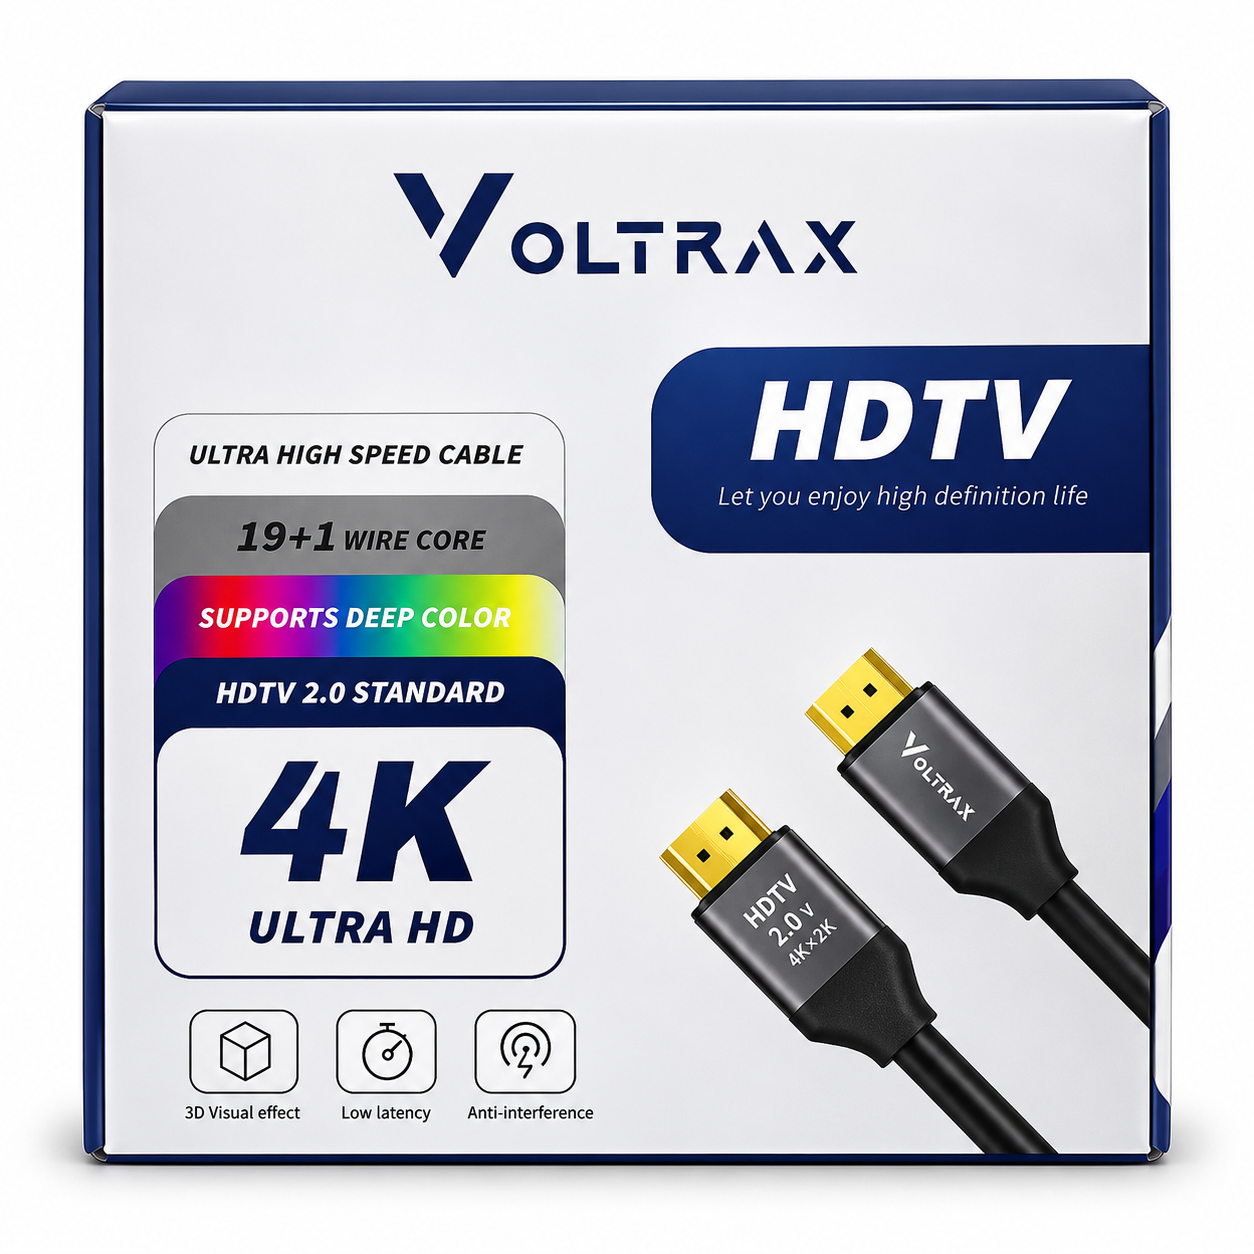 VOLTRAX
HDTV
Let you enjoy high definition life
ULTRA HIGH SPEED CABLE
19+1 WIRE CORE
SUPPORTS DEEP COLOR
HDTV 2.0 STANDARD
4K
ULTRA HD
VOLTRAX
HDTV
2.0 V
4K×2K
3D Visual effect
Low latency
Anti-interference